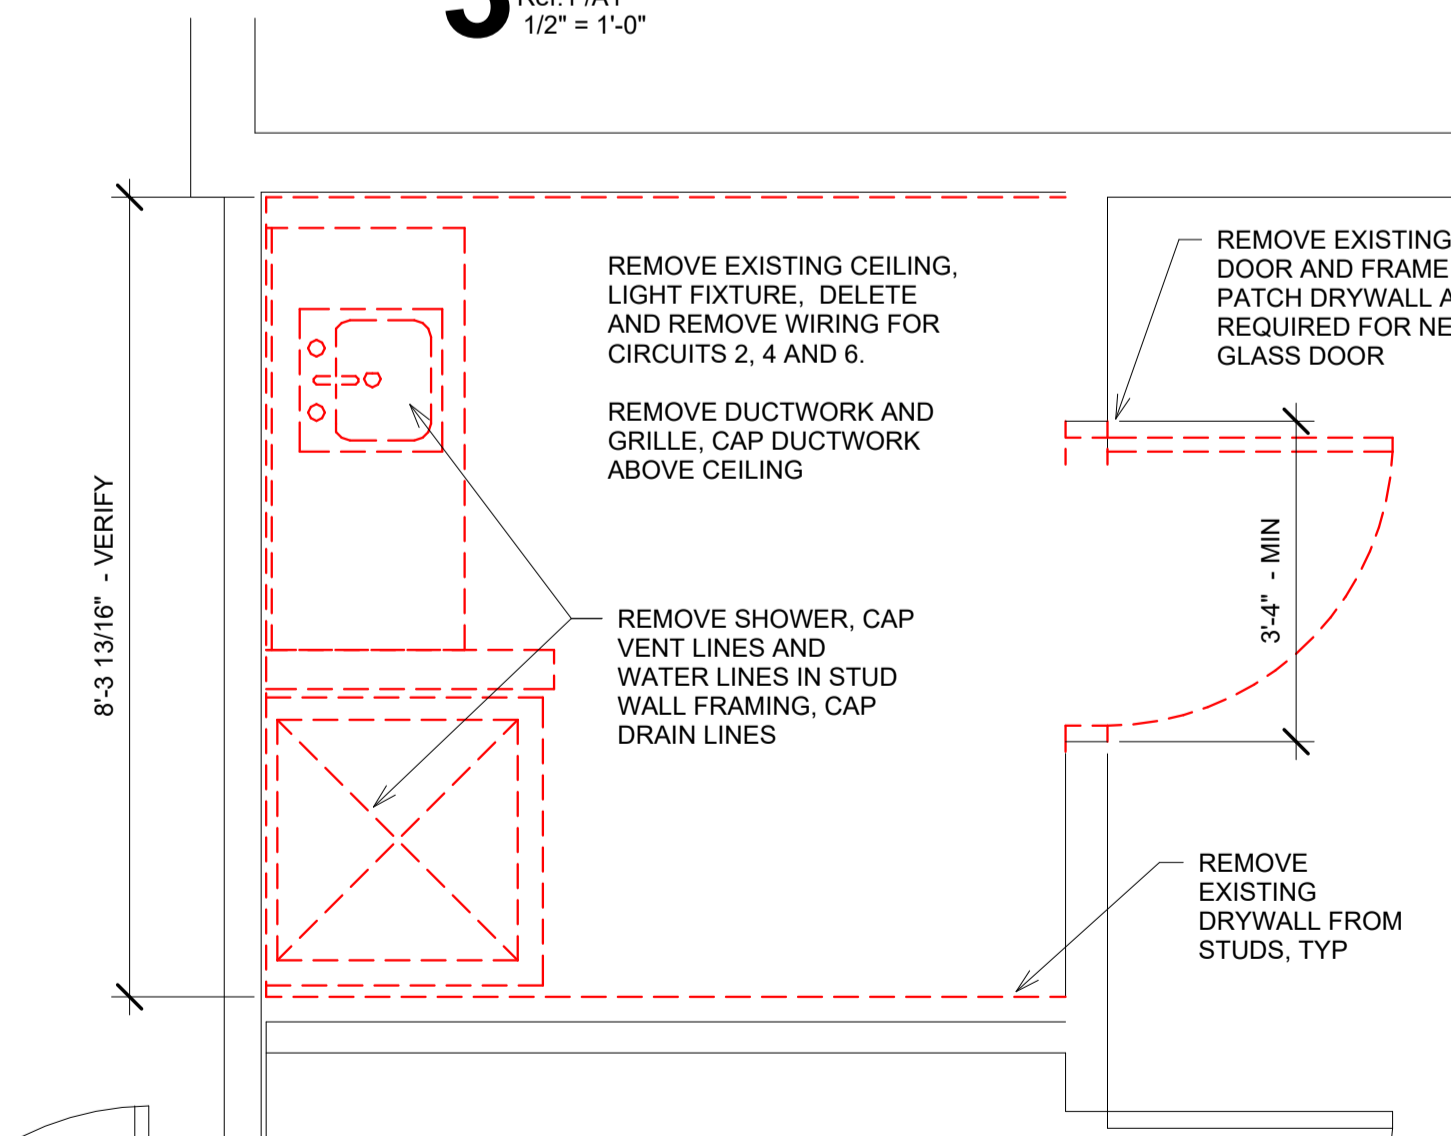 3
1/2" = 1'-0"
REMOVE EXISTING CEILING,
LIGHT FIXTURE, DELETE
AND REMOVE WIRING FOR
CIRCUITS 2, 4 AND 6.
REMOVE DUCTWORK AND
GRILLE, CAP DUCTWORK
ABOVE CEILING
REMOVE EXISTING
DOOR AND FRAME
PATCH DRYWALL
REQUIRED FOR
GLASS DOOR
8'-3 13/16" - VERIFY
3'-4" - MIN
REMOVE SHOWER, CAP
VENT LINES AND
WATER LINES IN STUD
WALL FRAMING, CAP
DRAIN LINES
REMOVE
EXISTING
DRYWALL FROM
STUDS, TYP